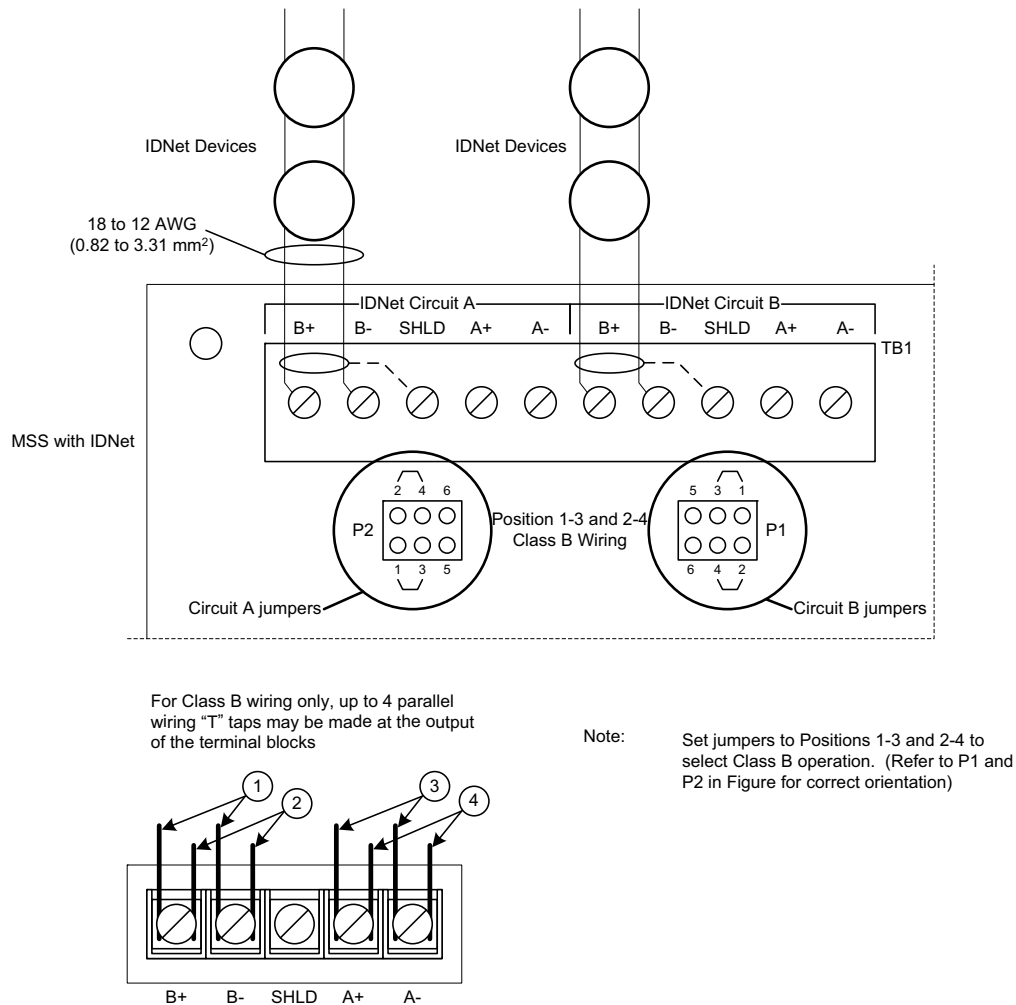 IDNet Devices
IDNet Devices
18 to 12 AWG
(0.82 to 3.31 mm²)
IDNet Circuit A
IDNet Circuit B
B+ B- SHLD A+ A- B+ B- SHLD A+ A-
TB1
MSS with IDNet
2 4 6
5 3 1
P2
Position 1-3 and 2-4
Class B Wiring
P1
1 3 5
6 4 2
Circuit A jumpers
Circuit B jumpers
For Class B wiring only, up to 4 parallel
wiring “T” taps may be made at the output
of the terminal blocks
Note:
Set jumpers to Positions 1-3 and 2-4 to
select Class B operation. (Refer to P1 and
P2 in Figure for correct orientation)
1
2
3
4
B+ B- SHLD A+ A-